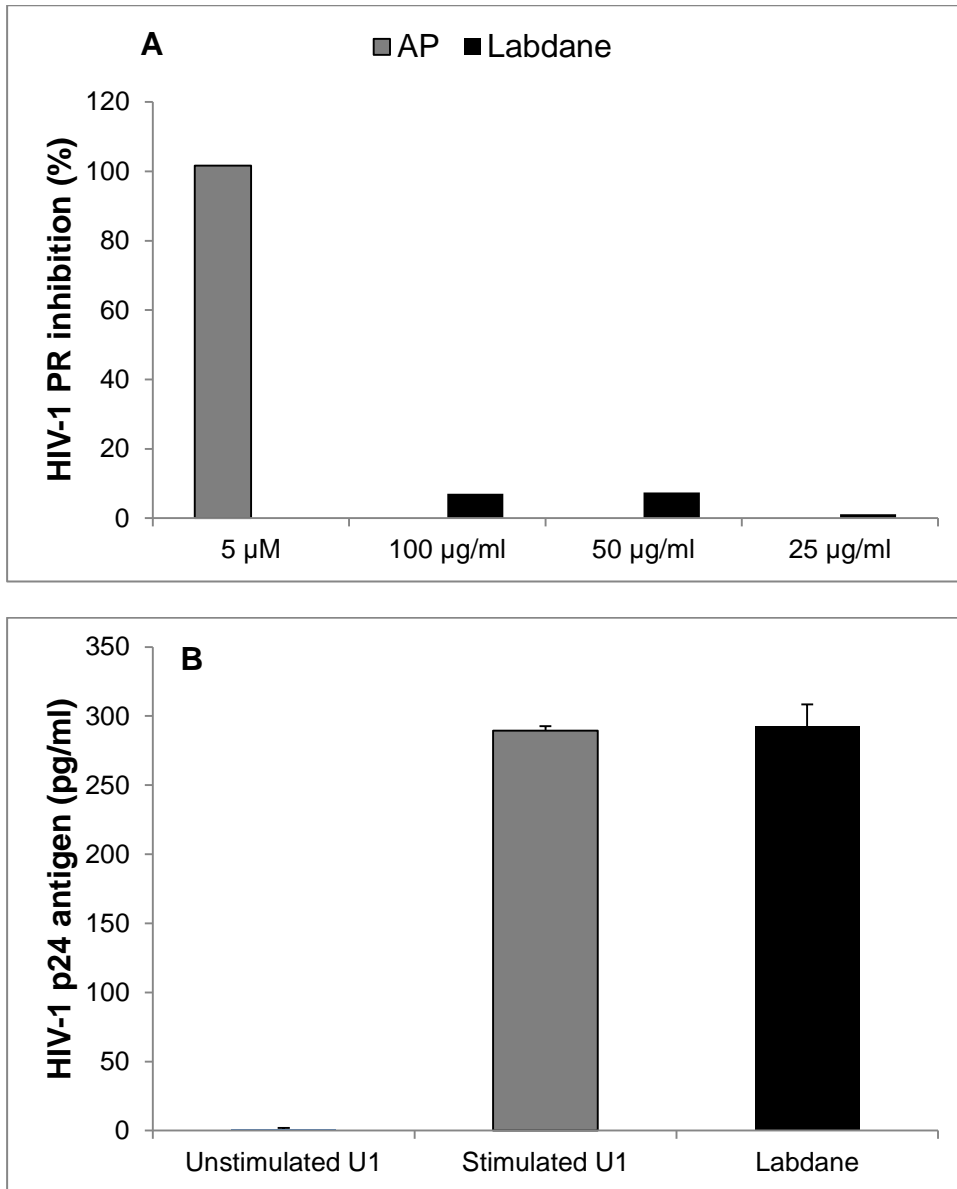 A
AP Labdane
HIV-1 PR inhibition (%)
120
100
80
60
40
20
0
5 µM 100 µg/ml 50 µg/ml 25 µg/ml
B
HIV-1 p24 antigen (pg/ml)
350
300
250
200
150
100
50
0
Unstimulated U1 Stimulated U1 Labdane